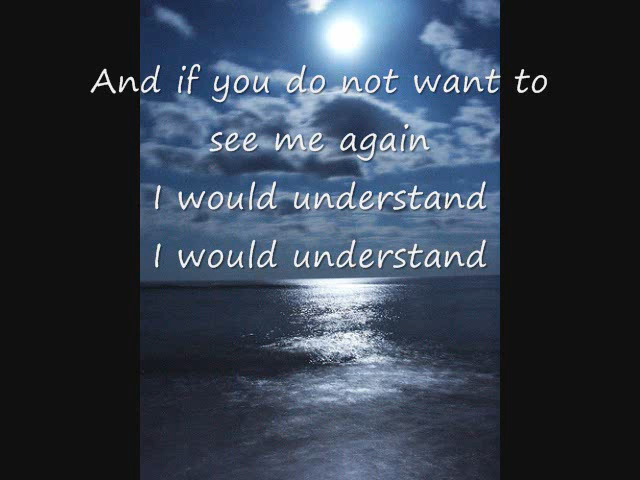 And if you do not want to
see me again
I would understand
I would understand